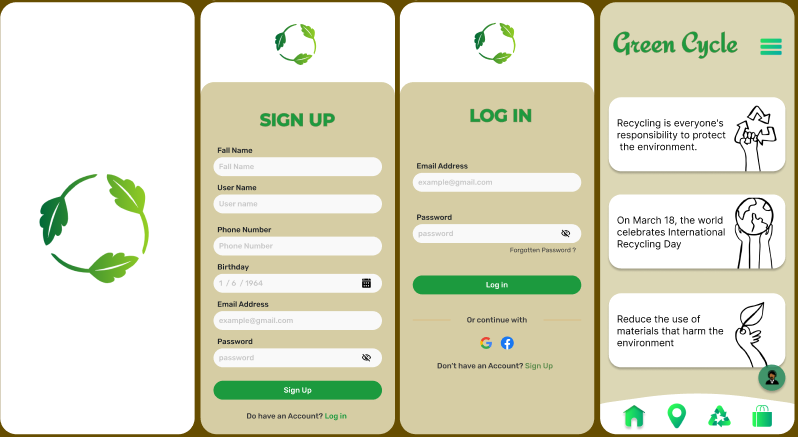 SIGN UP
Fall Name
Fall Name
User Name
User name
Phone Number
Phone Number
Birthday
1 / 6 / 1964
Email Address
example@gmail.com
Password
password
Sign Up
Do have an Account? Log in
LOG IN
Email Address
example@gmail.com
Password
password
Forgotten Password ?
Log in
Or continue with
Don't have an Account? Sign Up
Green Cycle
Recycling is everyone's
responsibility to protect
the environment.
On March 18, the world
celebrates International
Recycling Day
Reduce the use of
materials that harm the
environment